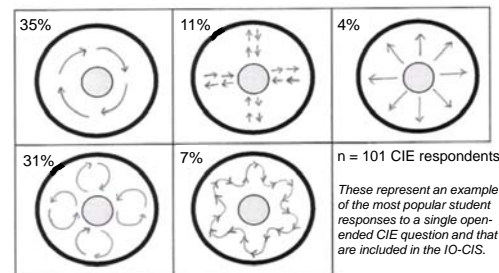 35%
11%
4%
31%
7%
n = 101 CIE respondents
These represent an example
of the most popular student
responses to a single open-
ended CIE question and that
are included in the IO-CIS.